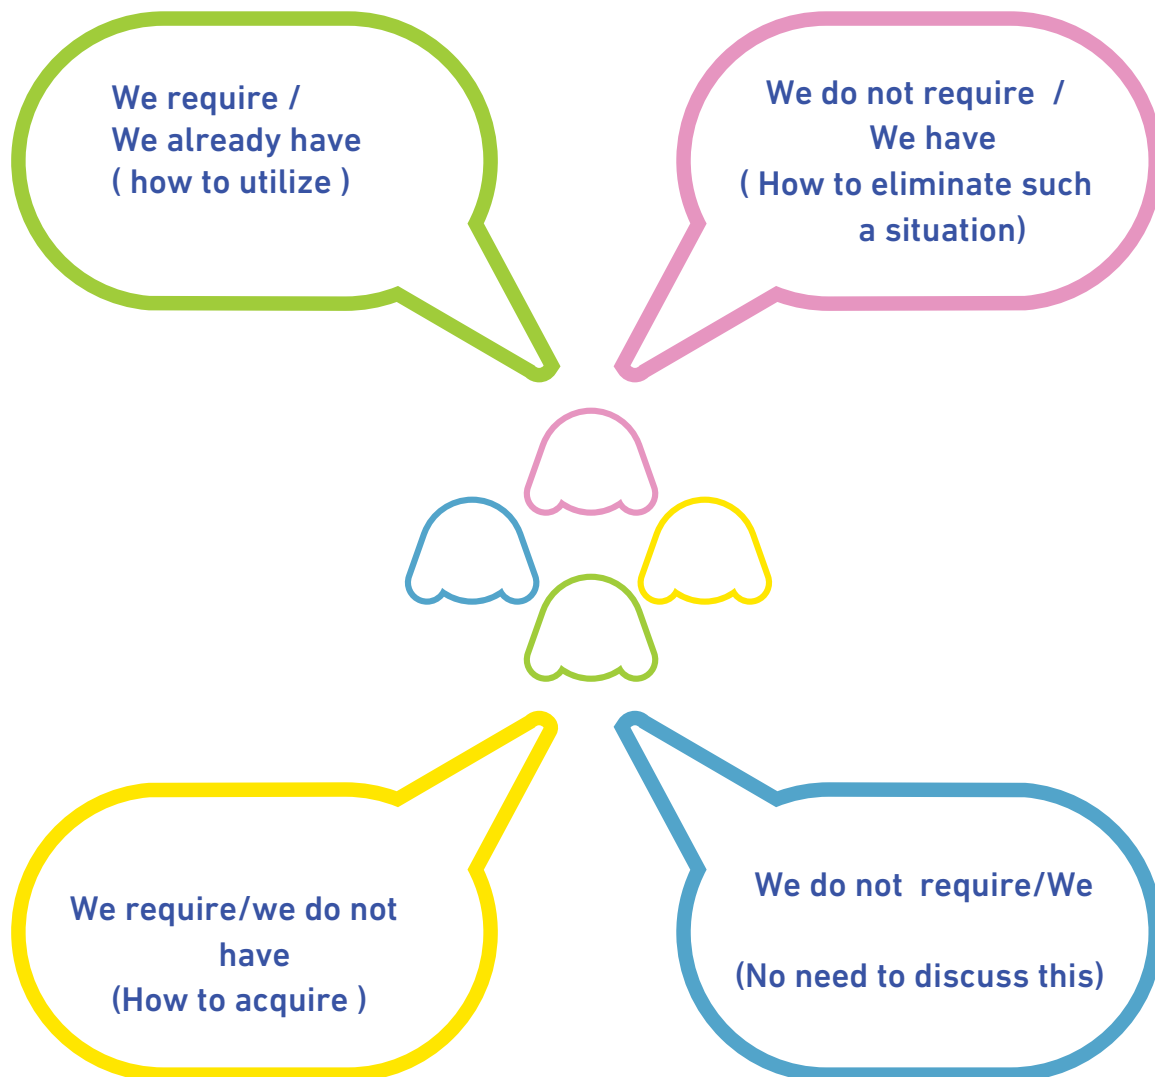 We require /
We already have
( how to utilize )
We do not require /
We have
( How to eliminate such
a situation)
We require/we do not
have
(How to acquire )
We do not require/We
(No need to discuss this)